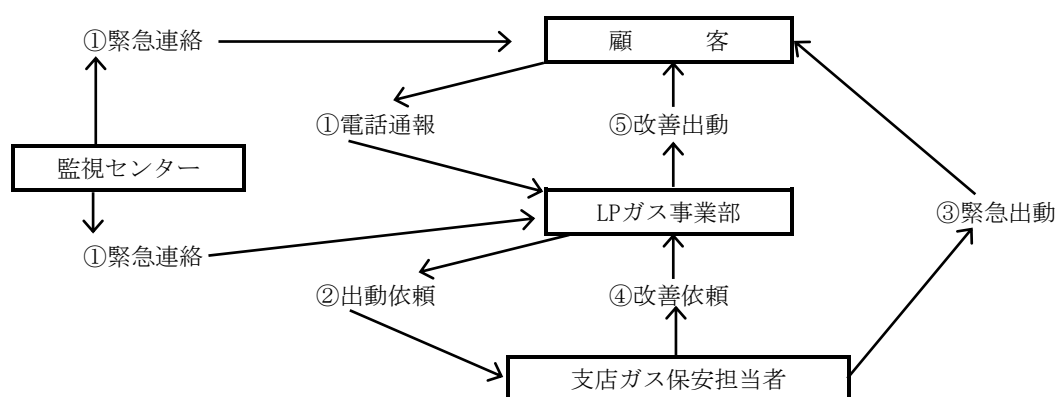 ①緊急連絡
顧 客
①電話通報
⑤改善出動
監視センター
LPガス事業部
③緊急出動
①緊急連絡
②出動依頼
④改善依頼
支店ガス保安担当者